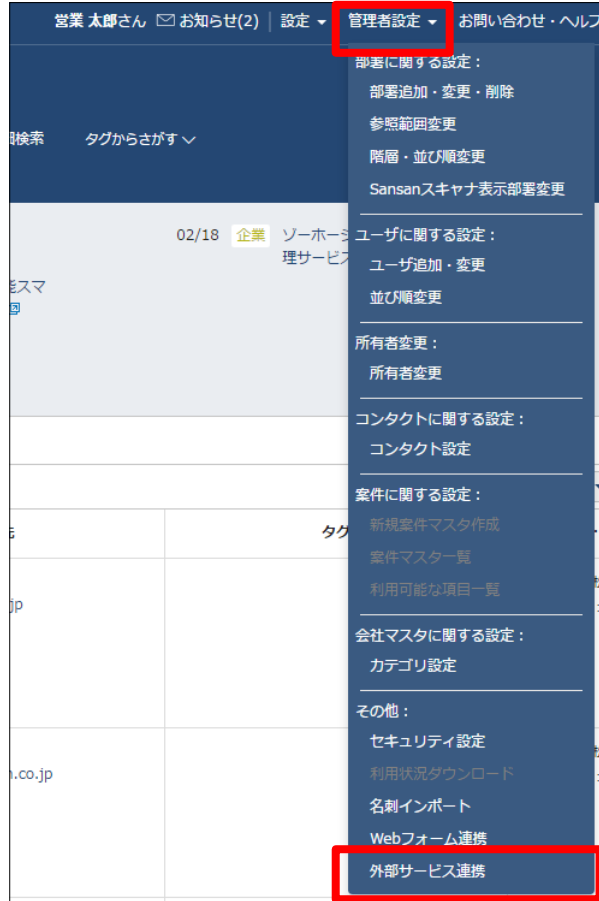 営業 太郎さん お知らせ(2) 設定 管理者設定 お問い合わせ・ヘルプ
検索 タグからさがす
部署に関する設定：
部署追加・変更・削除
参照範囲変更
階層・並び順変更
Sansanスキャナ表示部署変更
02/18 企業 ゾーホー
理サービス
スマ
ユーザに関する設定：
ユーザ追加・変更
並び順変更
所有者変更：
所有者変更
コンタクトに関する設定：
コンタクト設定
案件に関する設定：
新規案件マスタ作成
案件マスタ一覧
利用可能な項目一覧
タグ
jp
会社マスタに関する設定：
カテゴリ設定
その他：
セキュリティ設定
利用状況ダウンロード
名刺インポート
Webフォーム連携
外部サービス連携
.co.jp